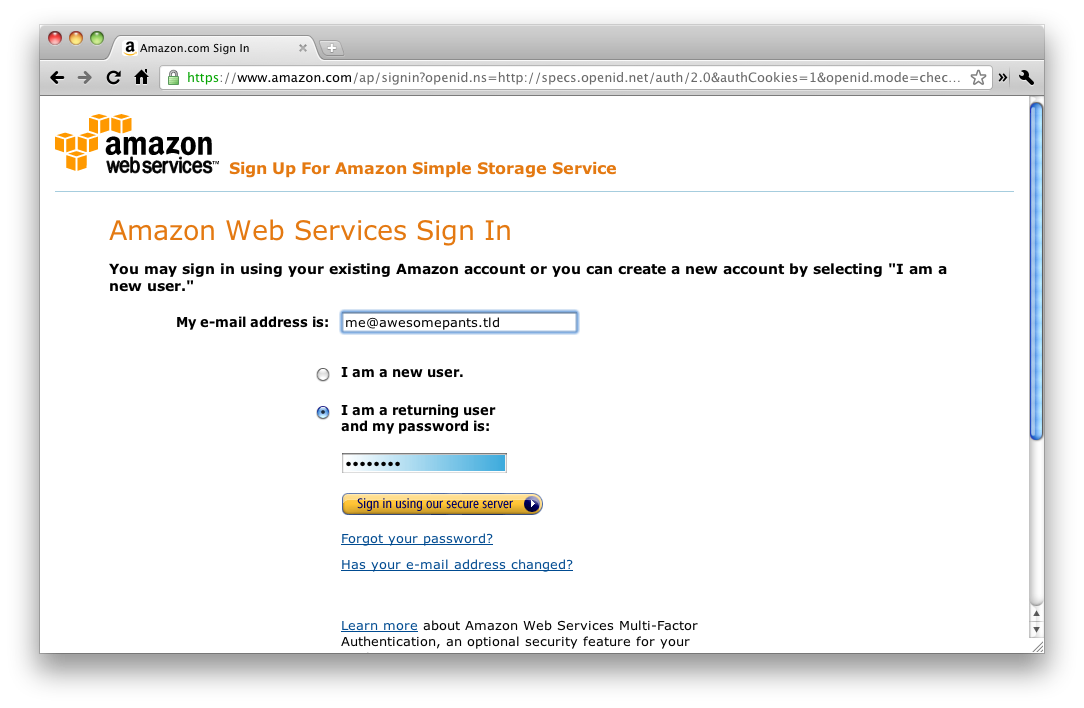 Amazon.com Sign In
https://www.amazon.com/ap/signin?openid.ns=http://specs.openid.net/auth/2.0&authCookies=1&openid.mode=chec...
amazon
webservices™ Sign Up For Amazon Simple Storage Service
Amazon Web Services Sign In
You may sign in using your existing Amazon account or you can create a new account by selecting "I am a
new user."
My e-mail address is: me@awesomepants.tld
I am a new user.
I am a returning user
and my password is:
••••••••
Sign in using our secure server
Forgot your password?
Has your e-mail address changed?
Learn more about Amazon Web Services Multi-Factor
Authentication, an optional security feature for your